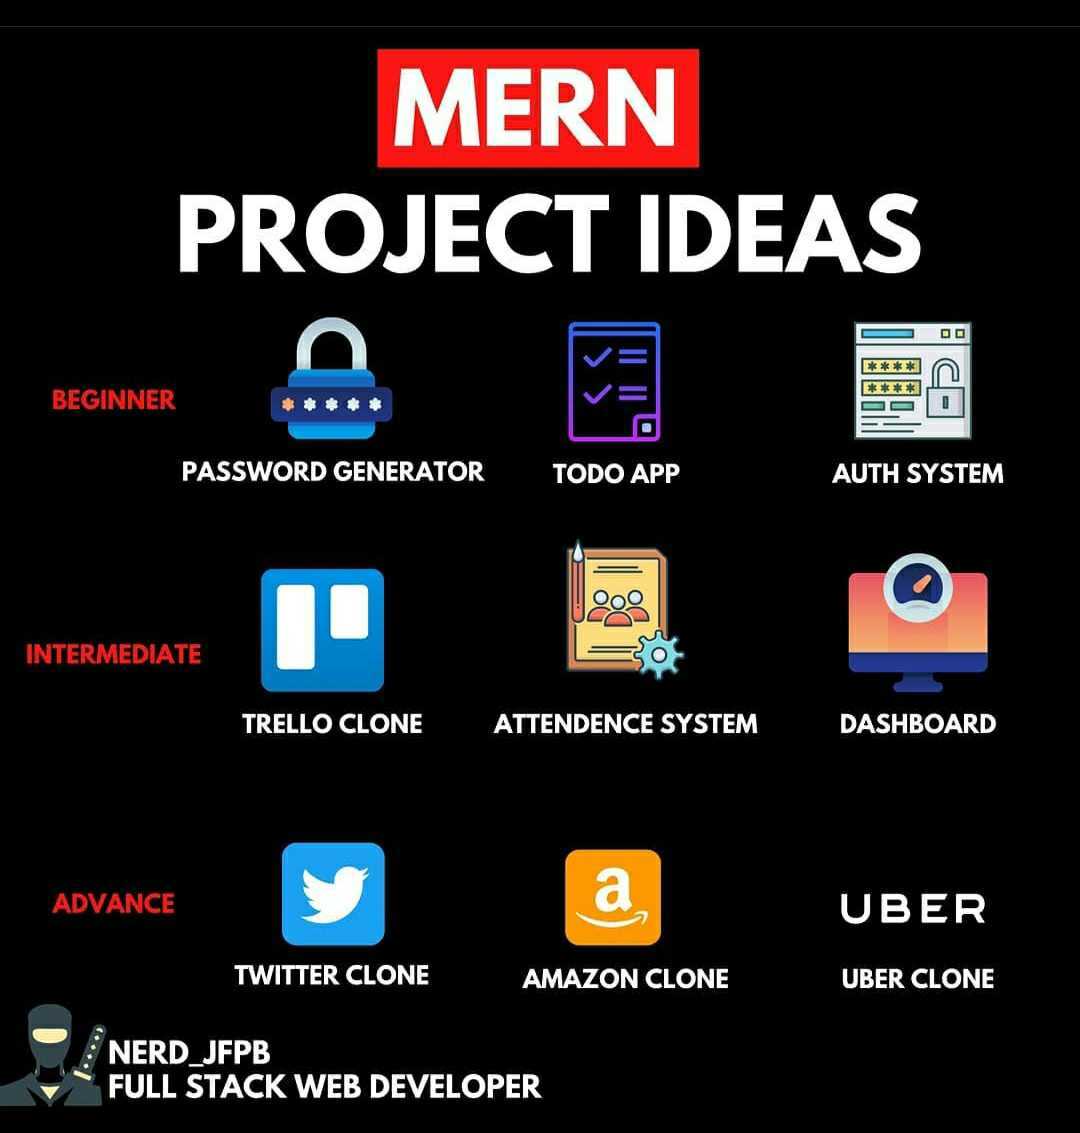 MERN
PROJECT IDEAS
BEGINNER
PASSWORD GENERATOR
TODO APP
AUTH SYSTEM
INTERMEDIATE
TRELLO CLONE
ATTENDENCE SYSTEM
DASHBOARD
ADVANCE
a
UBER
TWITTER CLONE
AMAZON CLONE
UBER CLONE
NERD_JFPB
FULL STACK WEB DEVELOPER